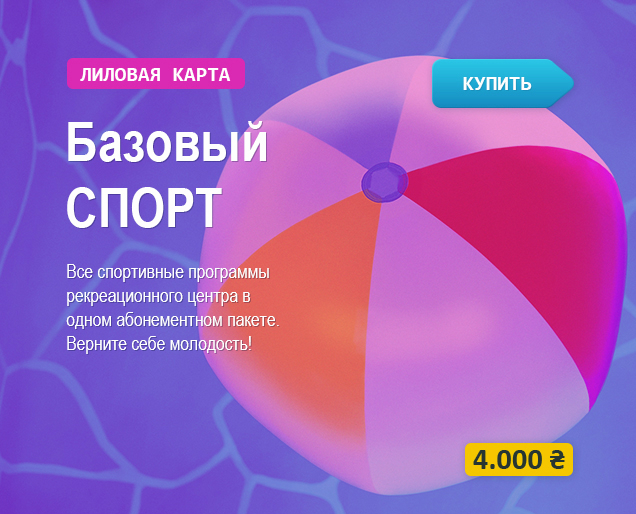 ЛИЛОВАЯ КАРТА
КУПИТЬ
Базовый
СПОРТ
Все спортивные программы
рекреационного центра в
одном абонементном пакете.
Верните себе молодость!
4.000 ₴